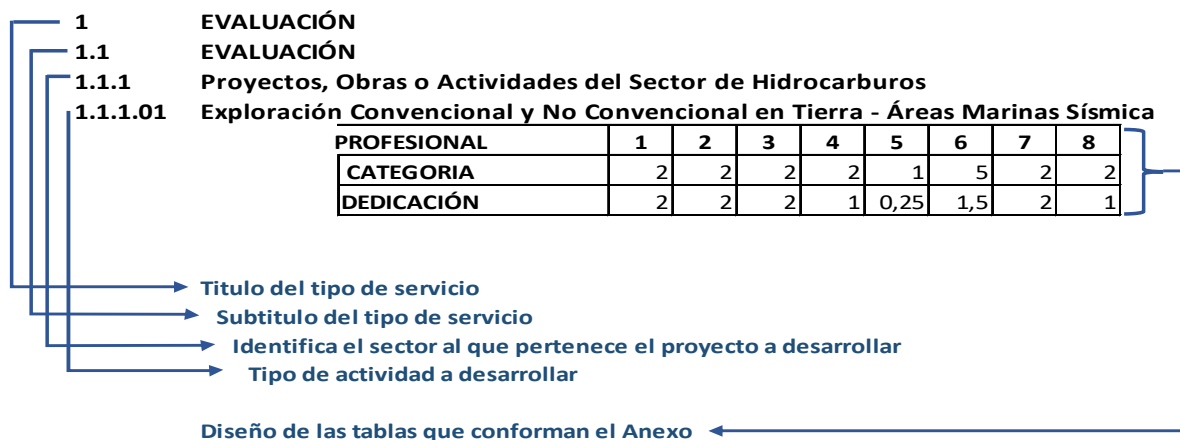 1 EVALUACIÓN
1.1 EVALUACIÓN
1.1.1 Proyectos, Obras o Actividades del Sector de Hidrocarburos
1.1.1.01 Exploración Convencional y No Convencional en Tierra - Áreas Marinas Sísmica
PROFESIONAL 1 2 3 4 5 6 7 8
CATEGORIA 2 2 2 2 1 5 2 2
DEDICACIÓN 2 2 2 1 0,25 1,5 2 1
Titulo del tipo de servicio
Subtitulo del tipo de servicio
Identifica el sector al que pertenece el proyecto a desarrollar
Tipo de actividad a desarrollar
Diseño de las tablas que conforman el Anexo